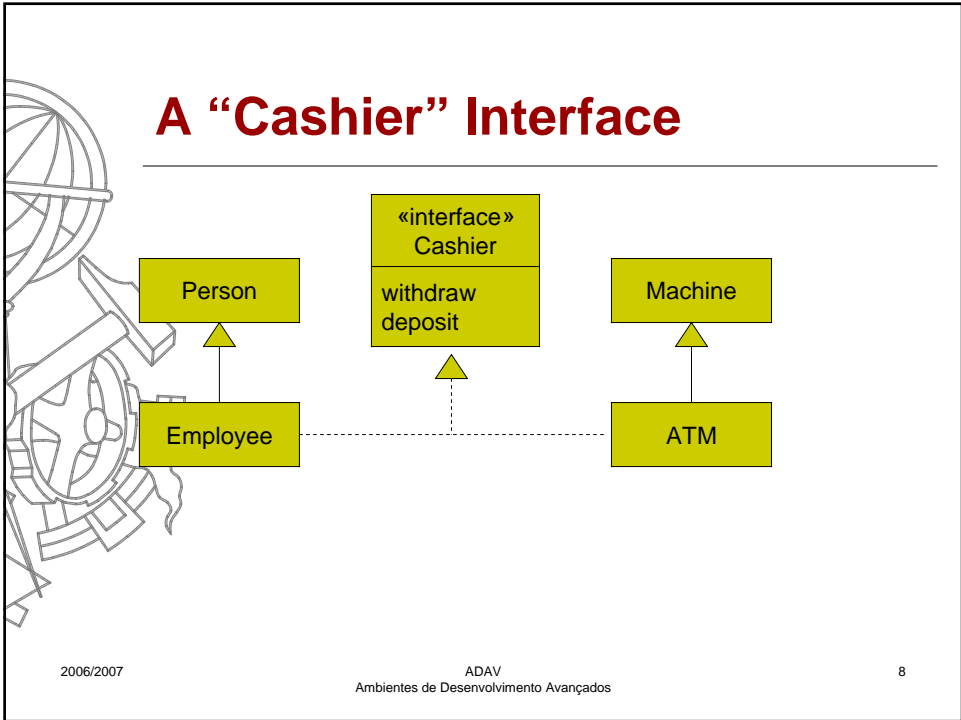 A “Cashier” Interface
«interface»
Cashier
withdraw
deposit
Person
Machine
Employee
ATM
2006/2007
ADAV
Ambientes de Desenvolvimento Avançados
8